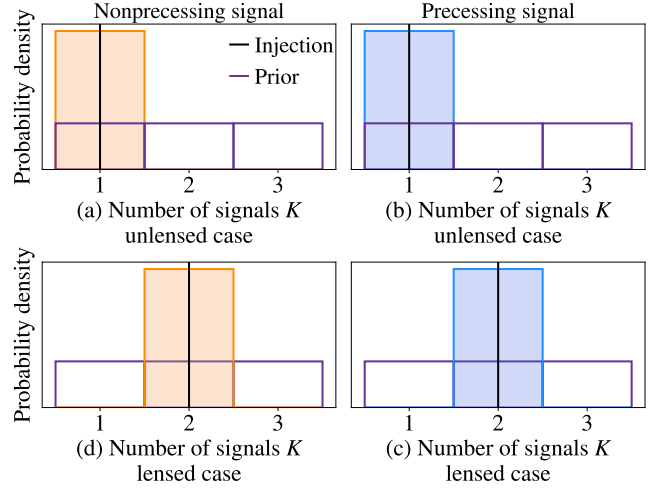 Nonprecessing signal
Precessing signal
Probability density
Injection
Prior
1 2 3
1 2 3
(a) Number of signals K
unlensed case
(b) Number of signals K
unlensed case
Probability density
1 2 3
1 2 3
(d) Number of signals K
lensed case
(c) Number of signals K
lensed case